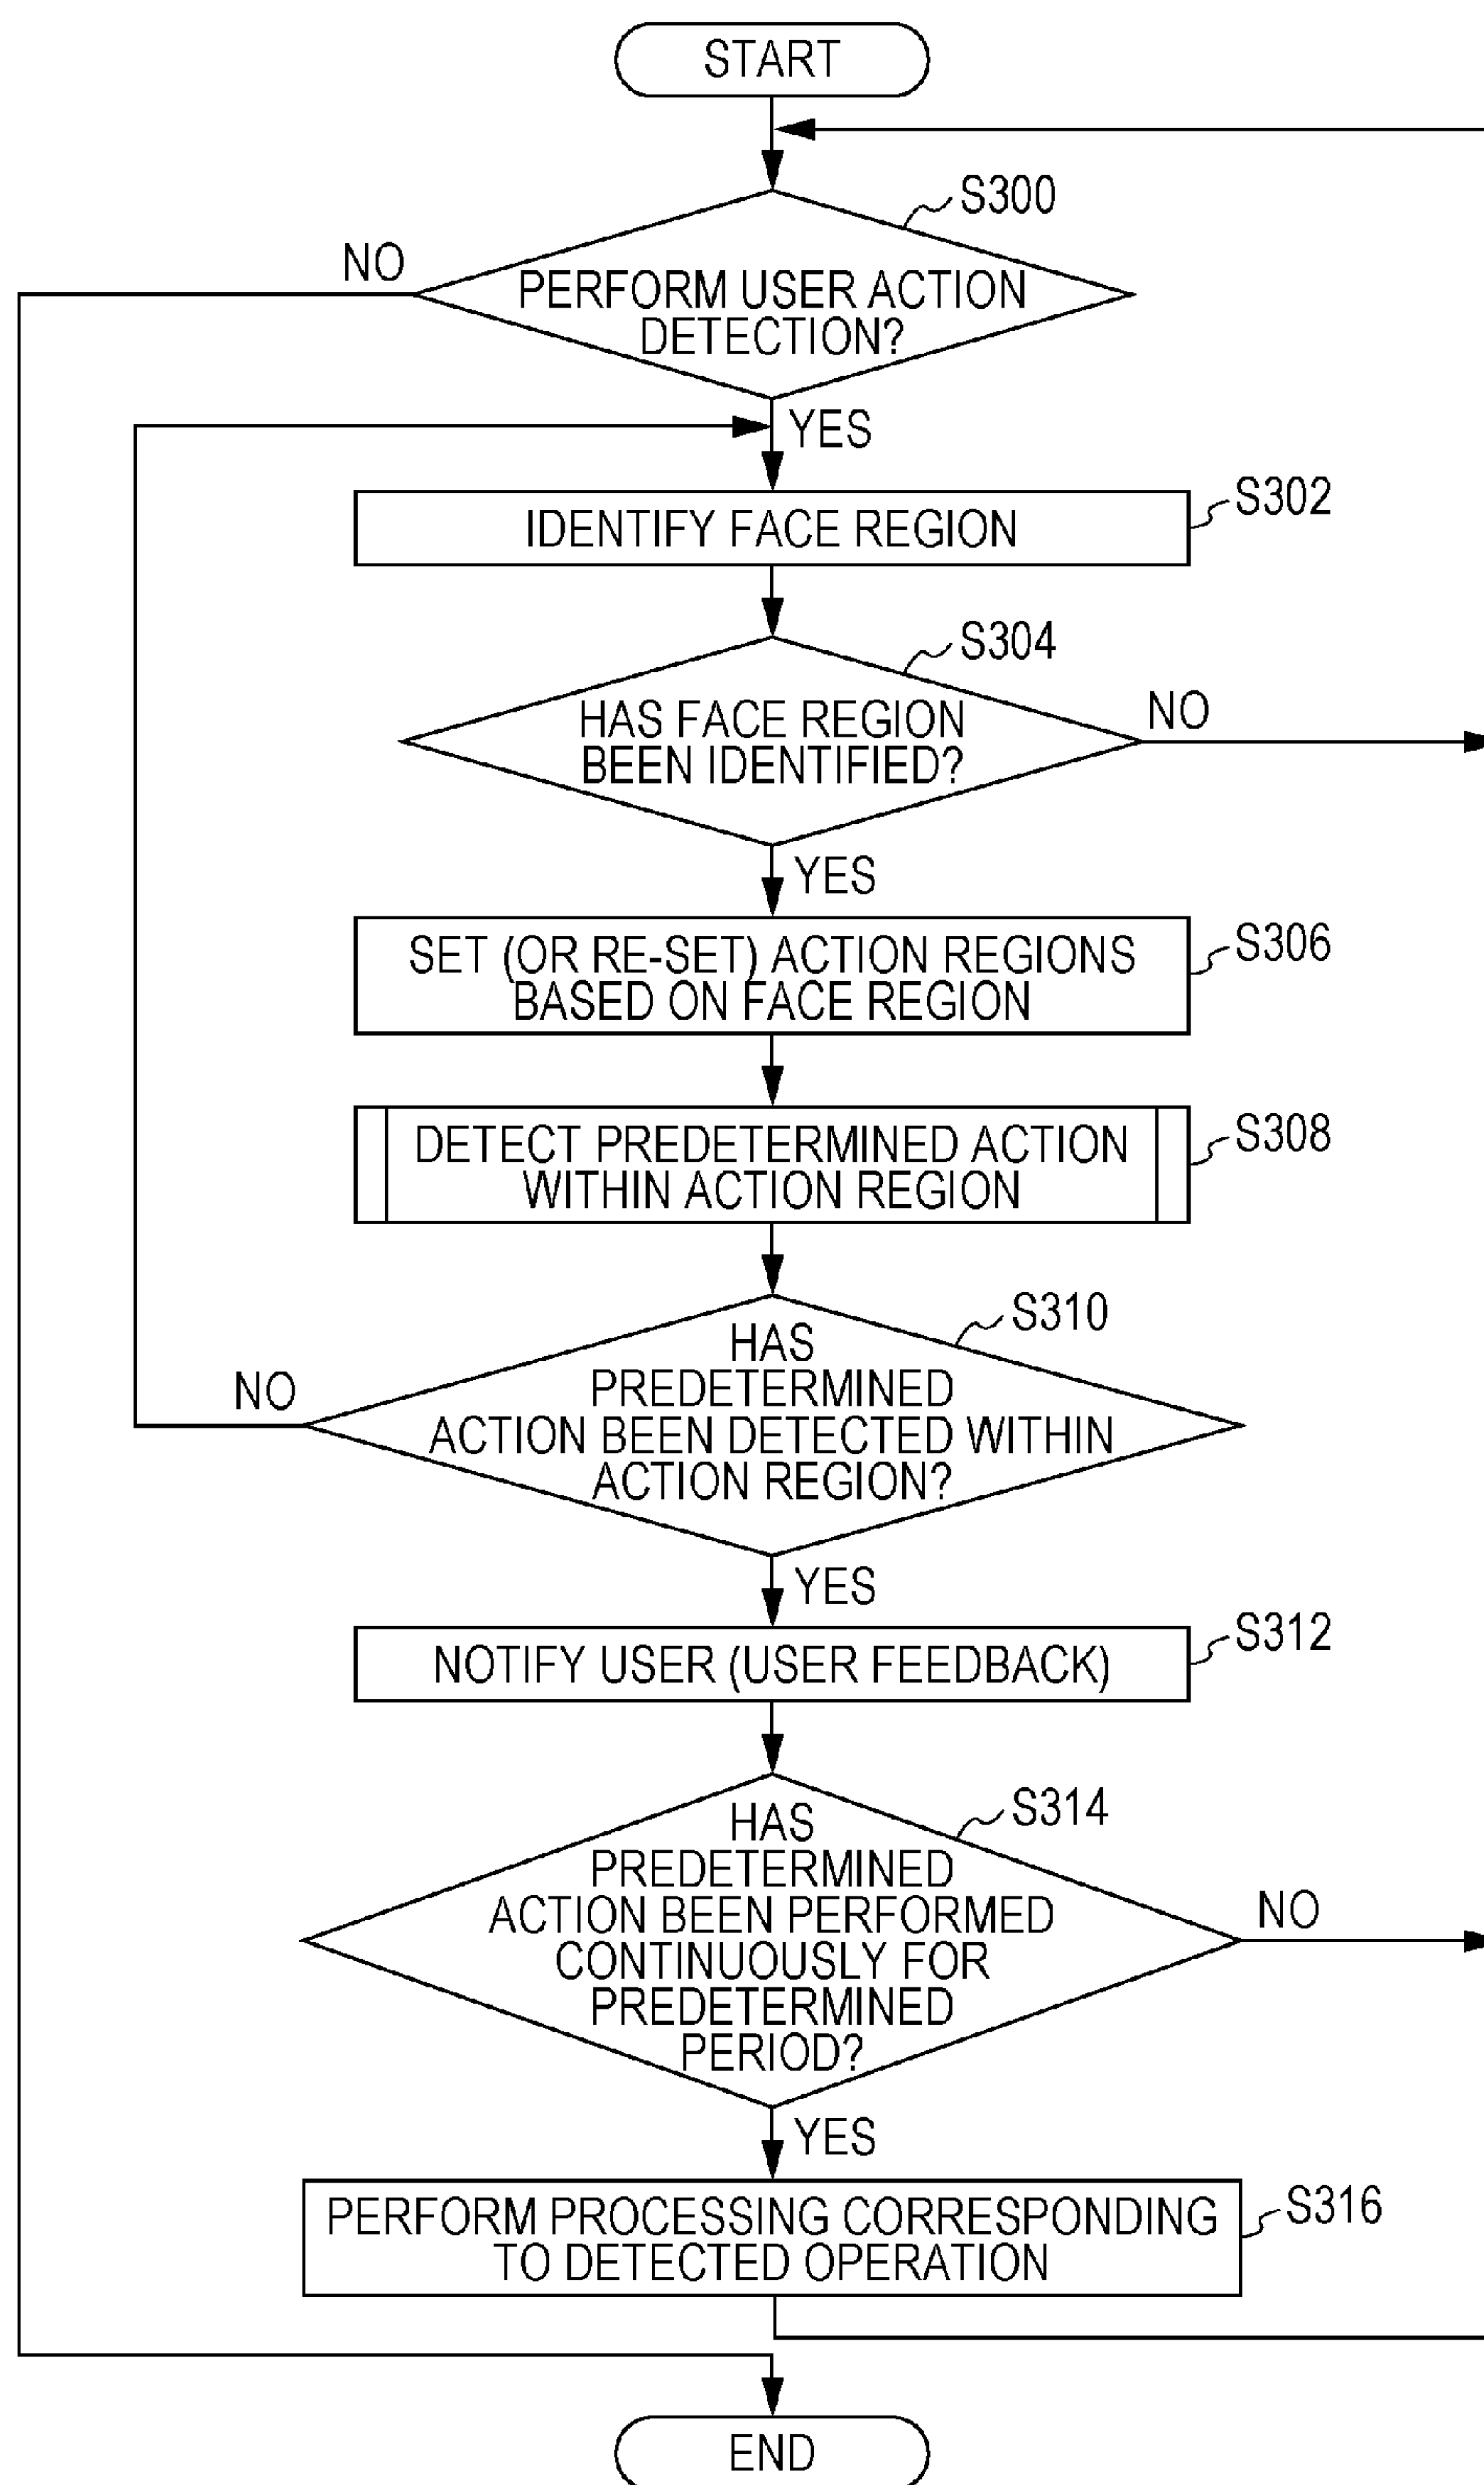 START
S300
NO
PERFORM USER ACTION
DETECTION?
YES
IDENTIFY FACE REGION
S302
S304
HAS FACE REGION
BEEN IDENTIFIED?
NO
YES
SET (OR RE-SET) ACTION REGIONS
BASED ON FACE REGION
S306
DETECT PREDETERMINED ACTION
WITHIN ACTION REGION
S308
S310
HAS
PREDETERMINED
ACTION BEEN DETECTED WITHIN
ACTION REGION?
NO
YES
NOTIFY USER (USER FEEDBACK)
S312
S314
HAS
PREDETERMINED
ACTION BEEN PERFORMED
CONTINUOUSLY FOR
PREDETERMINED
PERIOD?
NO
YES
PERFORM PROCESSING CORRESPONDING
TO DETECTED OPERATION
S316
END